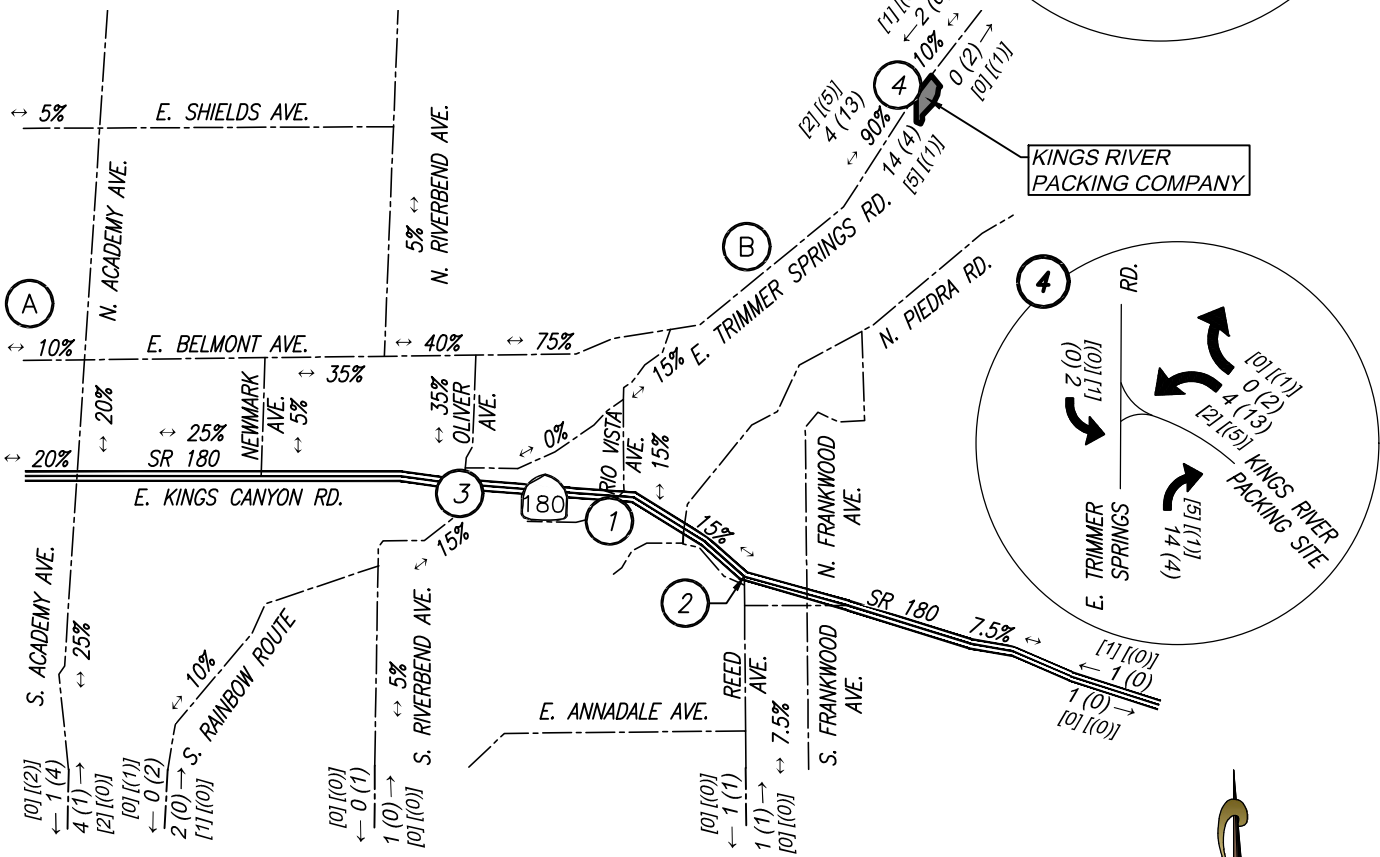 [1] [(
← 2 (0
↔
10%
4
0 (2) →
[0] [(1)]
[2] [(5)]
4 (13)
↔ 90%
14 (4)
[5] [(1)]
KINGS RIVER
PACKING COMPANY
↔ 5%
E. SHIELDS AVE.
N. ACADEMY AVE.
5% ↔
N. RIVERBEND AVE.
B
E. TRIMMER SPRINGS RD.
N. PIEDRA RD.
A
↔ 10%
E. BELMONT AVE.
↔ 40%
↔ 75%
↔ 35%
↔ 15%
↔ 20%
NEWMARK
AVE.
↔ 5%
↔ 35%
OLIVER
AVE.
↔ 0%
RIO VISTA
AVE.
↔ 15%
↔ 25%
↔ 20%
SR 180
E. KINGS CANYON RD.
3
180
1
15% ↔
2
↔ 15%
N. FRANKWOOD
AVE.
SR 180
7.5% ↔
[1] [(0)]
← 1 (0)
1 (0) →
[0] [(0)]
S. ACADEMY AVE.
↔ 25%
↔ 10%
S. RAINBOW ROUTE
↔ 5%
S. RIVERBEND AVE.
E. ANNADALE AVE.
REED
AVE.
↔ 7.5%
S. FRANKWOOD
AVE.
[0] [(2)]
← 1 (4)
4 (1) →
[2] [(0)]
[0] [(1)]
← 0 (2)
2 (0) →
[1] [(0)]
[0] [(0)]
← 0 (1)
1 (0) →
[0] [(0)]
[0] [(0)]
← 1 (1)
1 (1) →
[0] [(0)]
4
RD.
[0] [(1)]
0 (2)
4 (13)
[2] [(5)]
KINGS RIVER
PACKING SITE
[(0)] [1]
(0) 2
[5] [(1)]
14 (4)
E. TRIMMER
SPRINGS